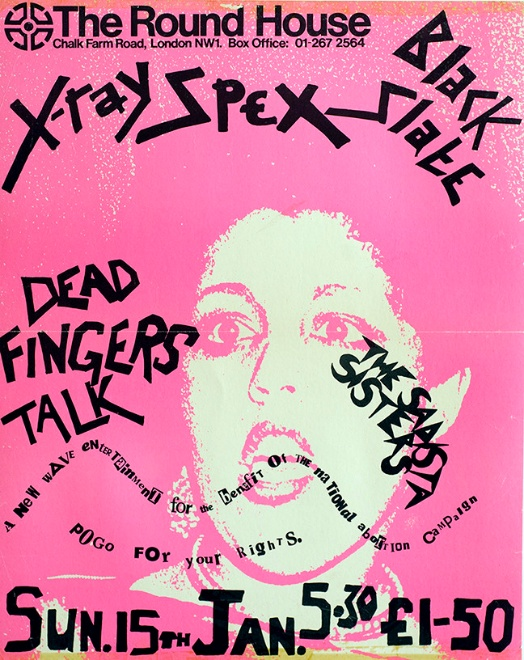 The Round House
Chalk Farm Road, London NW1. Box Office: 01-267 2564
X-ray SPEX
Black
Slate
DEAD
FINGERS
TALK
THE SADISTA
SISTERS
A NeW wAVE eNtERTainmenT for the benefiT Of THE naTiONal aboRTIon CaMPaIgn
POGO FOr your RigHTS.
SUN. 15TH JAN. 5.30 £1-50